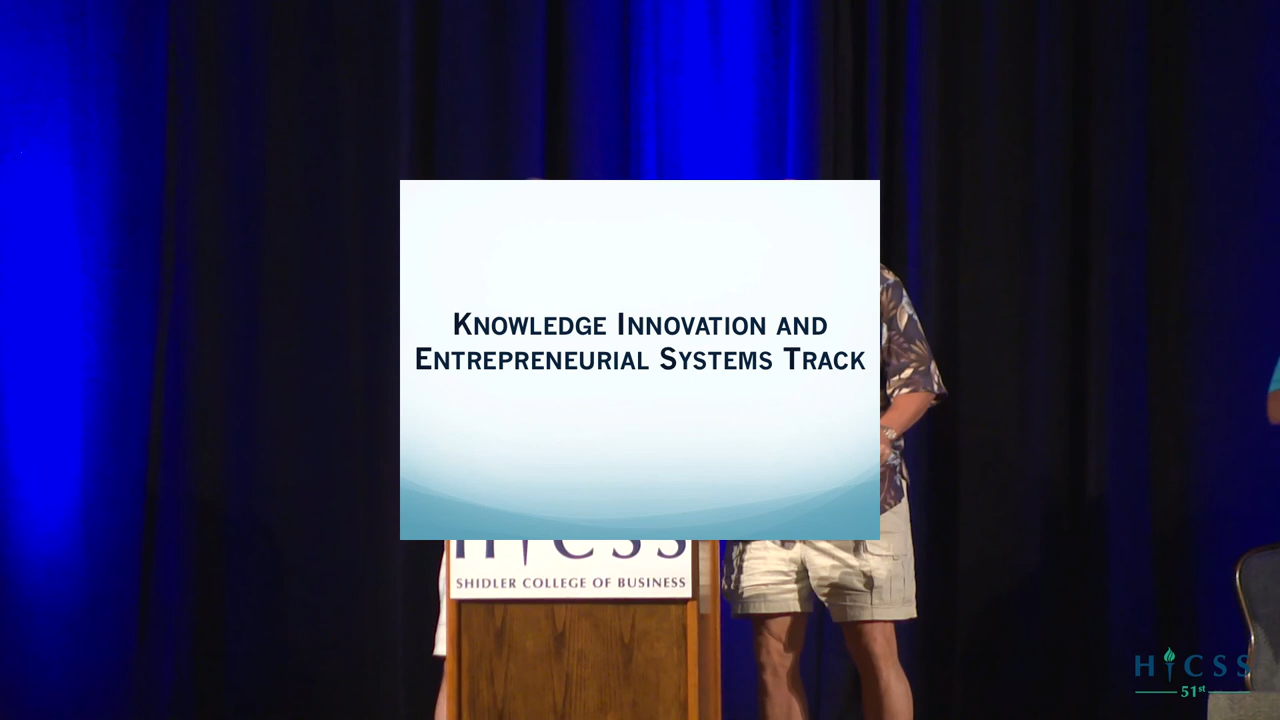 Knowledge Innovation and
Entrepreneurial Systems Track
HICSS
SHIDLER COLLEGE OF BUSINESS
HICSS
51st